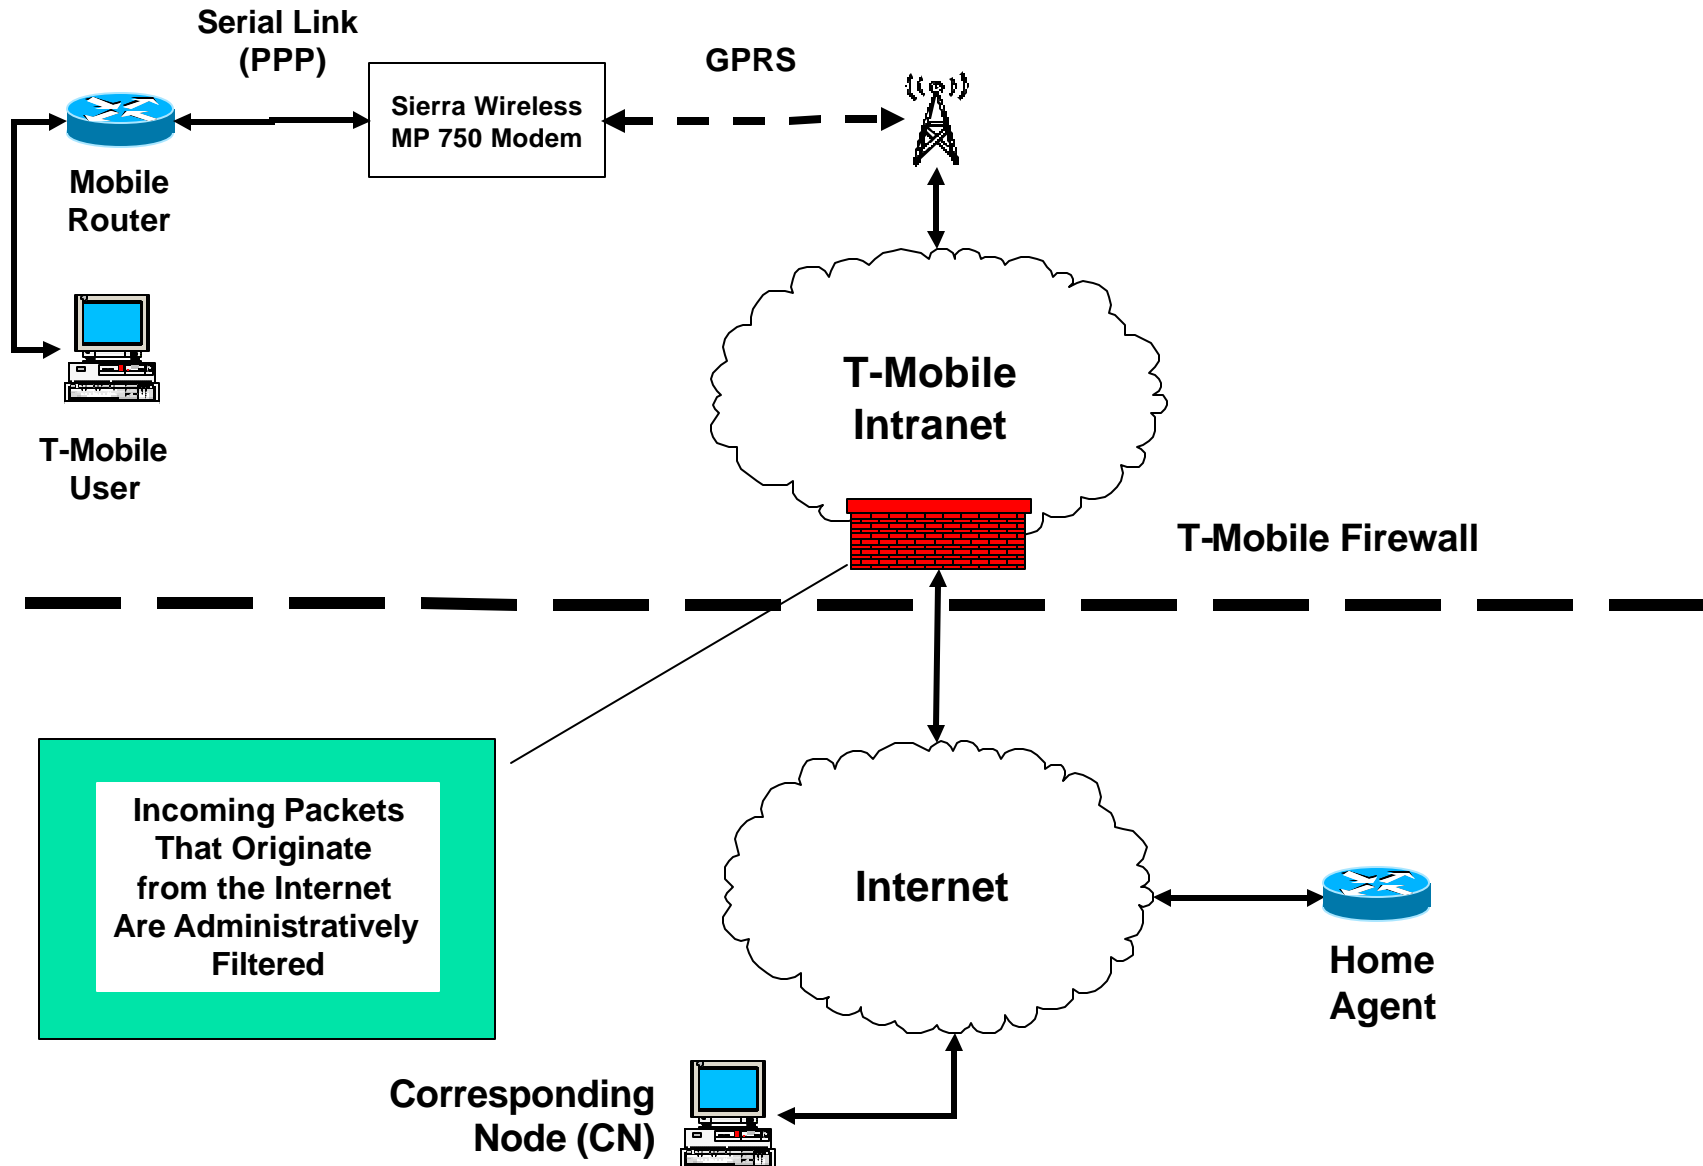 Serial Link
(PPP)
GPRS
Sierra Wireless
MP 750 Modem
Mobile
Router
T-Mobile
User
T-Mobile
Intranet
T-Mobile Firewall
Incoming Packets
That Originate
from the Internet
Are Administratively
Filtered
Internet
Home
Agent
Corresponding
Node (CN)